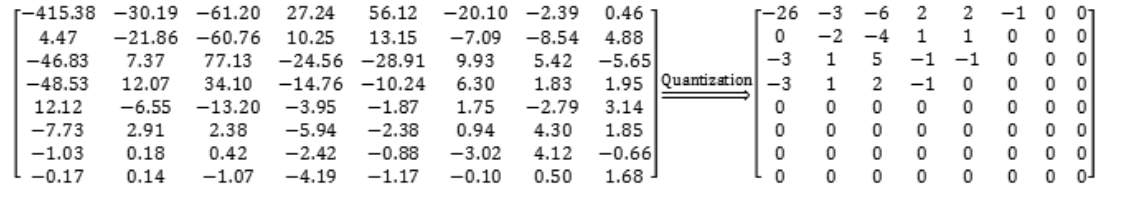 −415.38 −30.19 −61.20 27.24 56.12 −20.10 −2.39 0.46 −26 −3 −6 2 2 −1 0 0
4.47 −21.86 −60.76 10.25 13.15 −7.09 −8.54 4.88 0 −2 −4 1 1 0 0 0
−46.83 7.37 77.13 −24.56 −28.91 9.93 5.42 −5.65 −3 1 5 −1 −1 0 0 0
−48.53 12.07 34.10 −14.76 −10.24 6.30 1.83 1.95 Quantization −3 1 2 −1 0 0 0 0
12.12 −6.55 −13.20 −3.95 −1.87 1.75 −2.79 3.14 0 0 0 0 0 0 0 0
−7.73 2.91 2.38 −5.94 −2.38 0.94 4.30 1.85 0 0 0 0 0 0 0 0
−1.03 0.18 0.42 −2.42 −0.88 −3.02 4.12 −0.66 0 0 0 0 0 0 0 0
−0.17 0.14 −1.07 −4.19 −1.17 −0.10 0.50 1.68 0 0 0 0 0 0 0 0